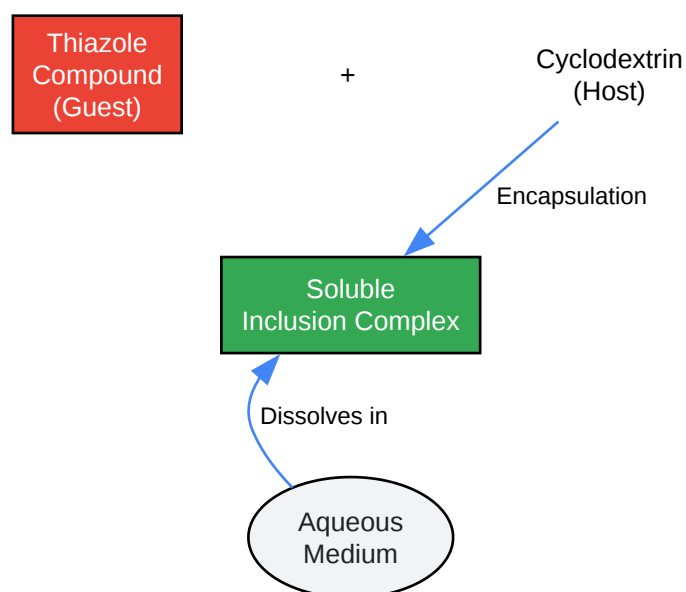 Thiazole
Compound
(Guest)
+
Cyclodextrin
(Host)
Encapsulation
Soluble
Inclusion Complex
Dissolves in
Aqueous
Medium